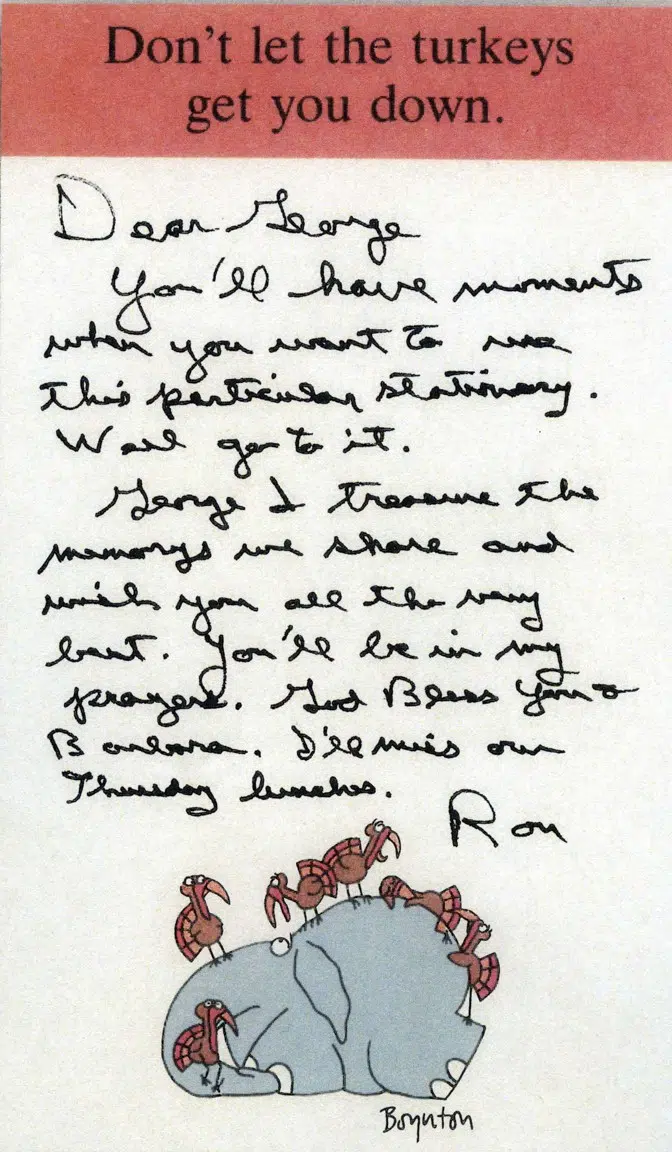 Don't let the turkeys
get you down.
Dear George
You'll have moments
when you want to use
this particular stationary.
Well go to it.
George I treasure the
memorys we share and
wish you all the very
best. You'll be in my
prayers. God Bless You &
Barbara. I'll miss our
Thursday lunches.
Ron
Boynton